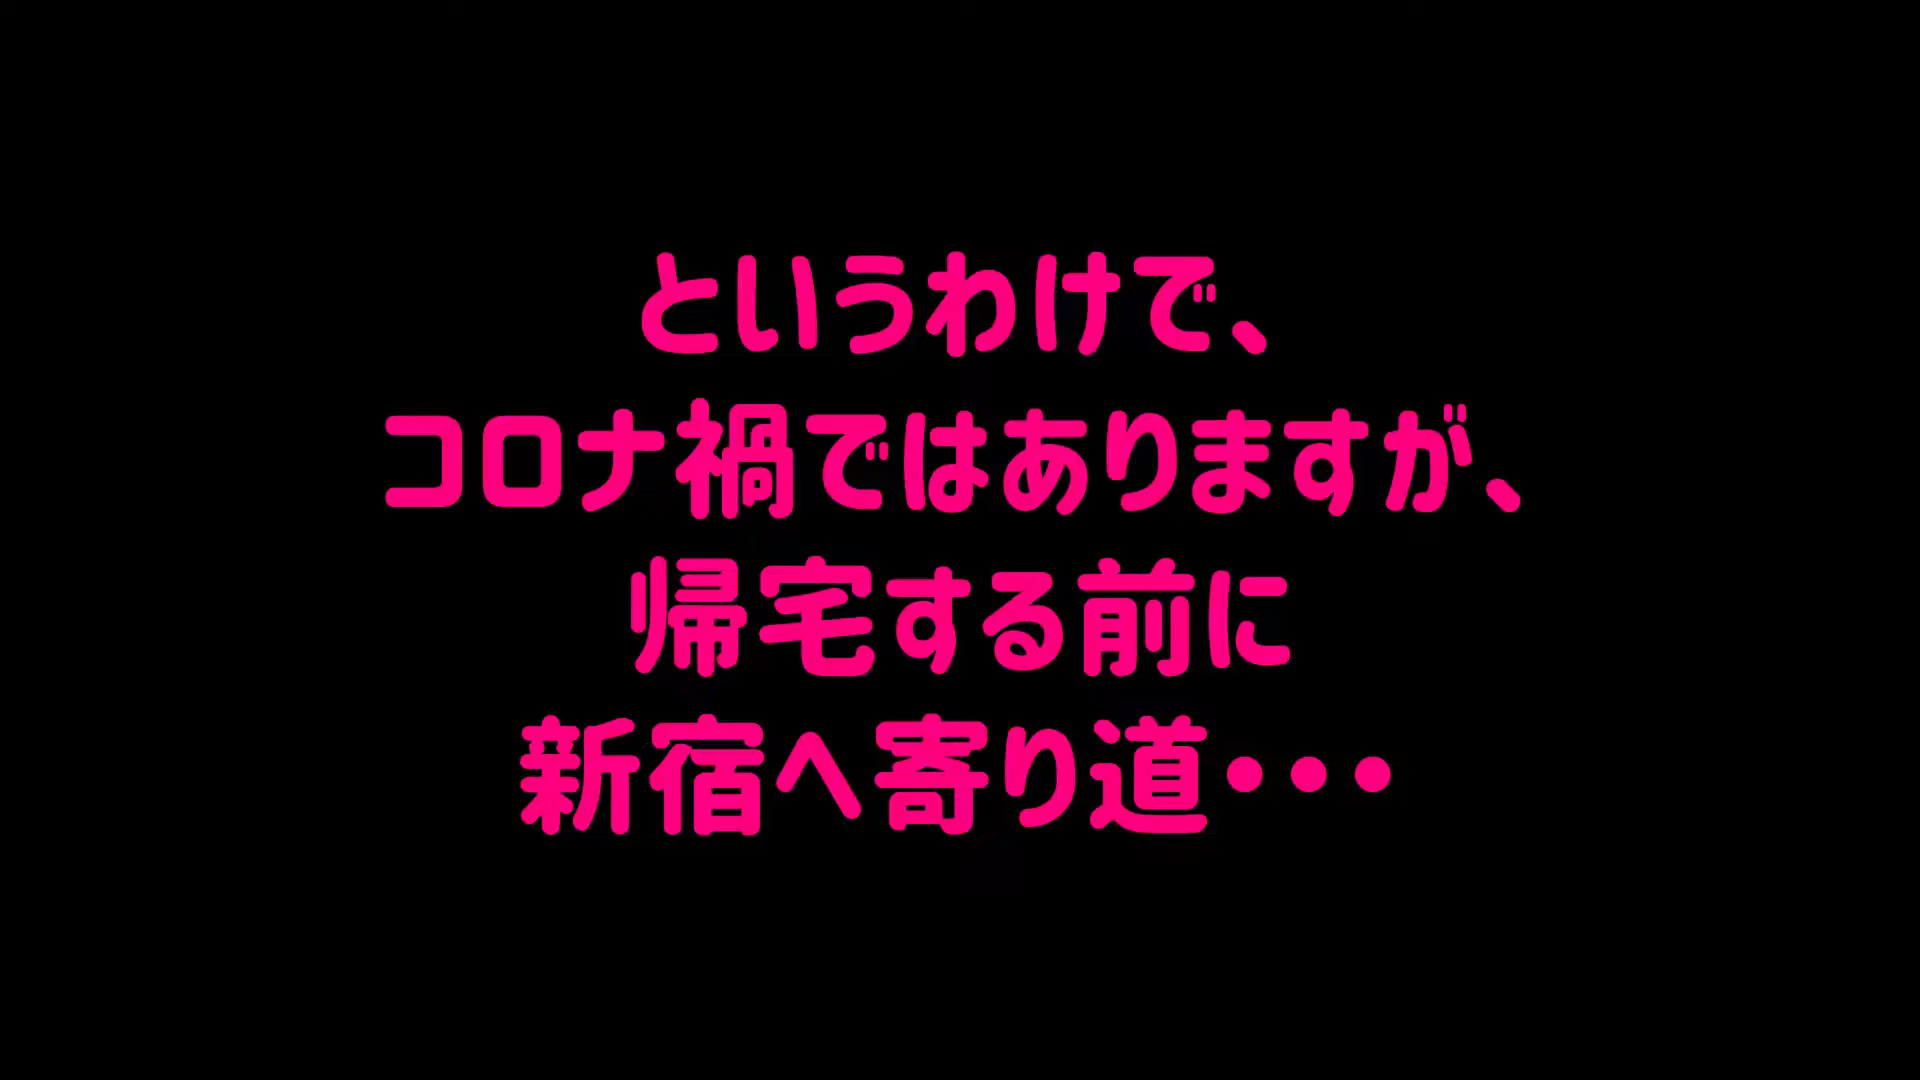 というわけで、
コロナ禍ではありますが、
帰宅する前に
新宿へ寄り道・・・